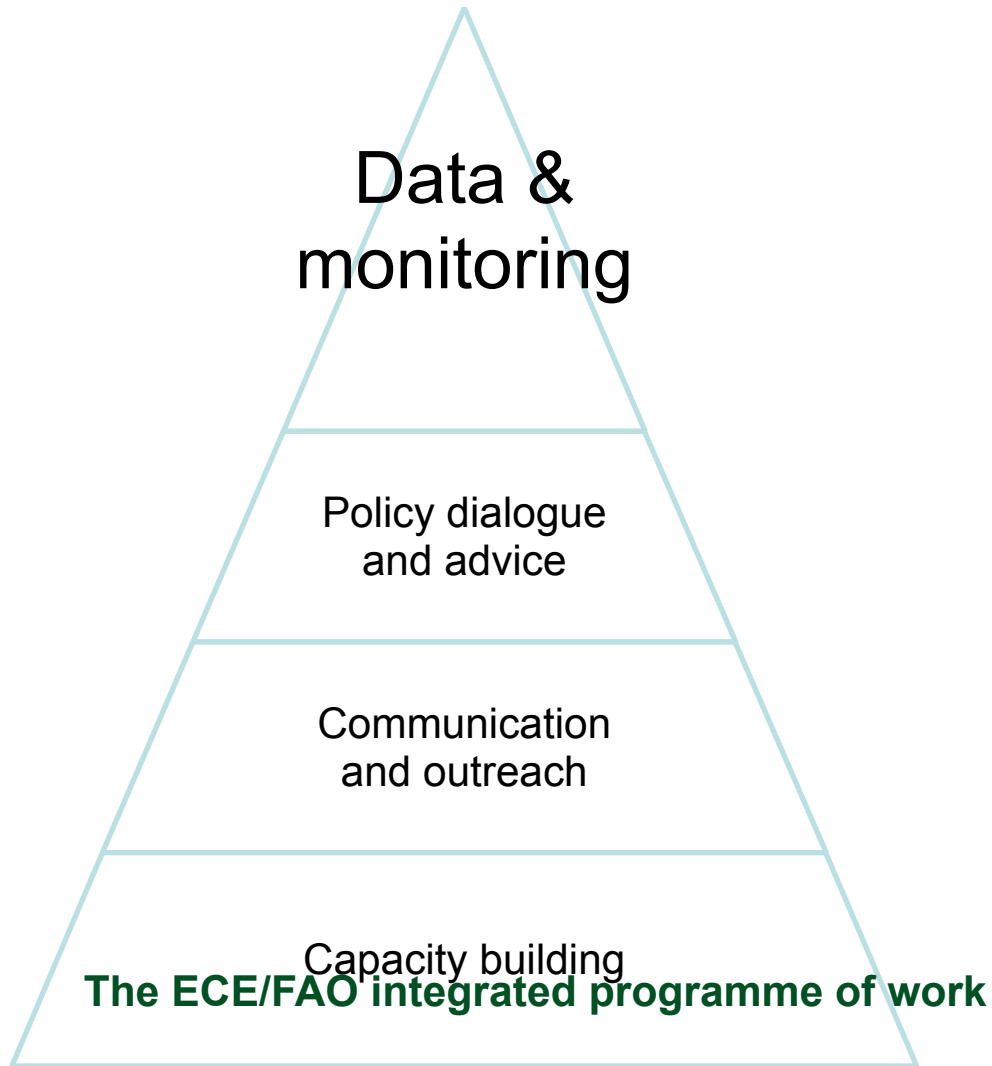 Data &
monitoring
Policy dialogue
and advice
Communication
and outreach
Capacity building
The ECE/FAO integrated programme of work